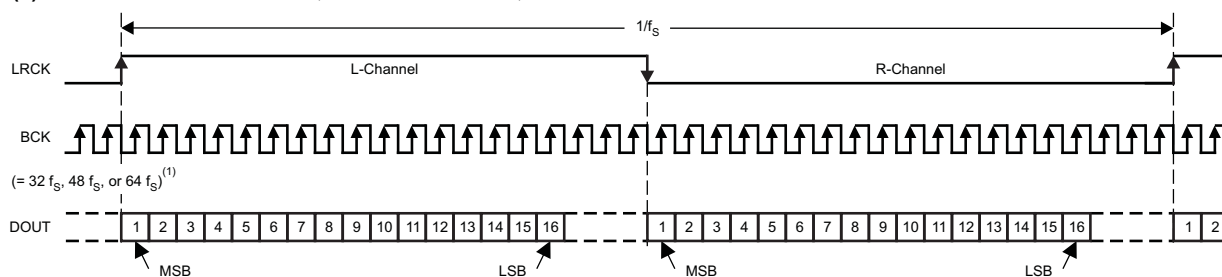 1/fS
LRCK L-Channel R-Channel
BCK
(= 32 fS, 48 fS, or 64 fS)(1)
DOUT 1 2 3 4 5 6 7 8 9 10 11 12 13 14 15 16 1 2 3 4 5 6 7 8 9 10 11 12 13 14 15 16 1 2
MSB LSB MSB LSB